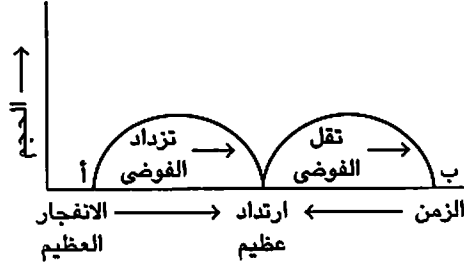 الحجم
تزداد
الفوضى
تقل
الفوضى
أ
ب
الانفجار
العظيم
ارتداد
عظيم
الزمن